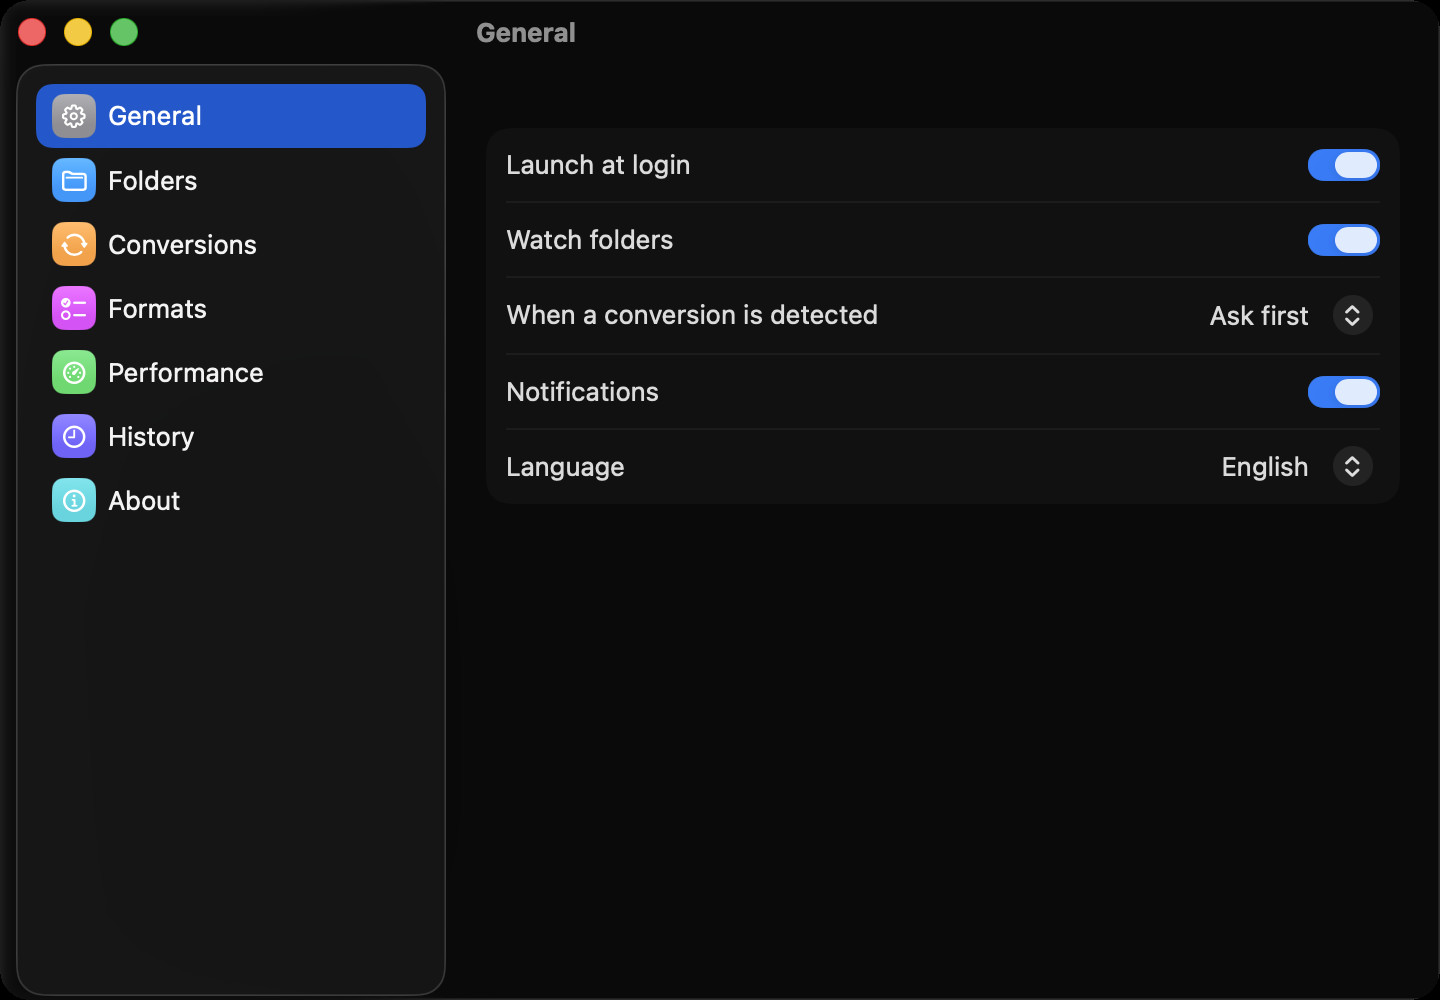 General
General
Folders
Conversions
Formats
Performance
History
About
Launch at login
Watch folders
When a conversion is detected Ask first
Notifications
Language English